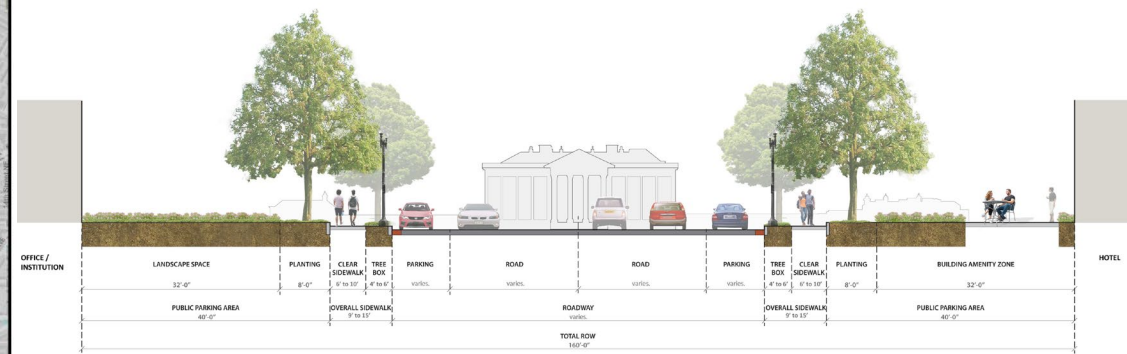 OFFICE /
INSTITUTION
LANDSCAPE SPACE
PLANTING
CLEAR
SIDEWALK
TREE
BOX
PARKING
ROAD
ROAD
PARKING
TREE
BOX
CLEAR
SIDEWALK
PLANTING
BUILDING AMENITY ZONE
HOTEL
32'-0"
8'-0"
6' to 10'
4' to 6'
varies.
varies.
varies.
varies.
4' to 6'
6' to 10'
8'-0"
32'-0"
PUBLIC PARKING AREA
40'-0"
OVERALL SIDEWALK
9' to 15'
ROADWAY
varies.
OVERALL SIDEWALK
9' to 15'
PUBLIC PARKING AREA
40'-0"
TOTAL ROW
160'-0"